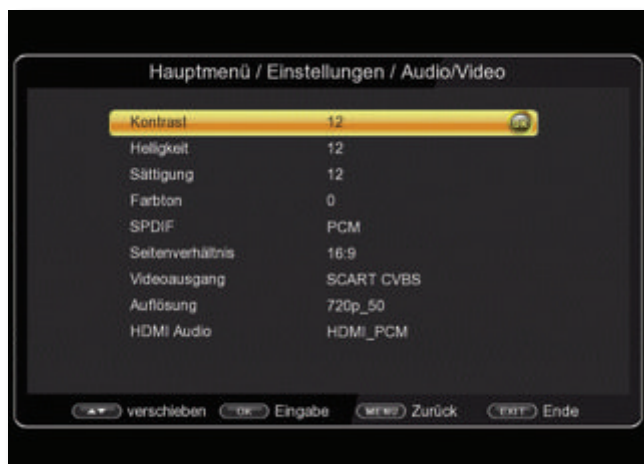 Hauptmenü / Einstellungen / Audio/Video
Kontrast 12 OK
Helligkeit 12
Sättigung 12
Farbton 0
SPDIF PCM
Seitenverhältnis 16:9
Videoausgang SCART CVBS
Auflösung 720p_50
HDMI Audio HDMI_PCM
verschieben OK Eingabe MENU Zurück EXIT Ende